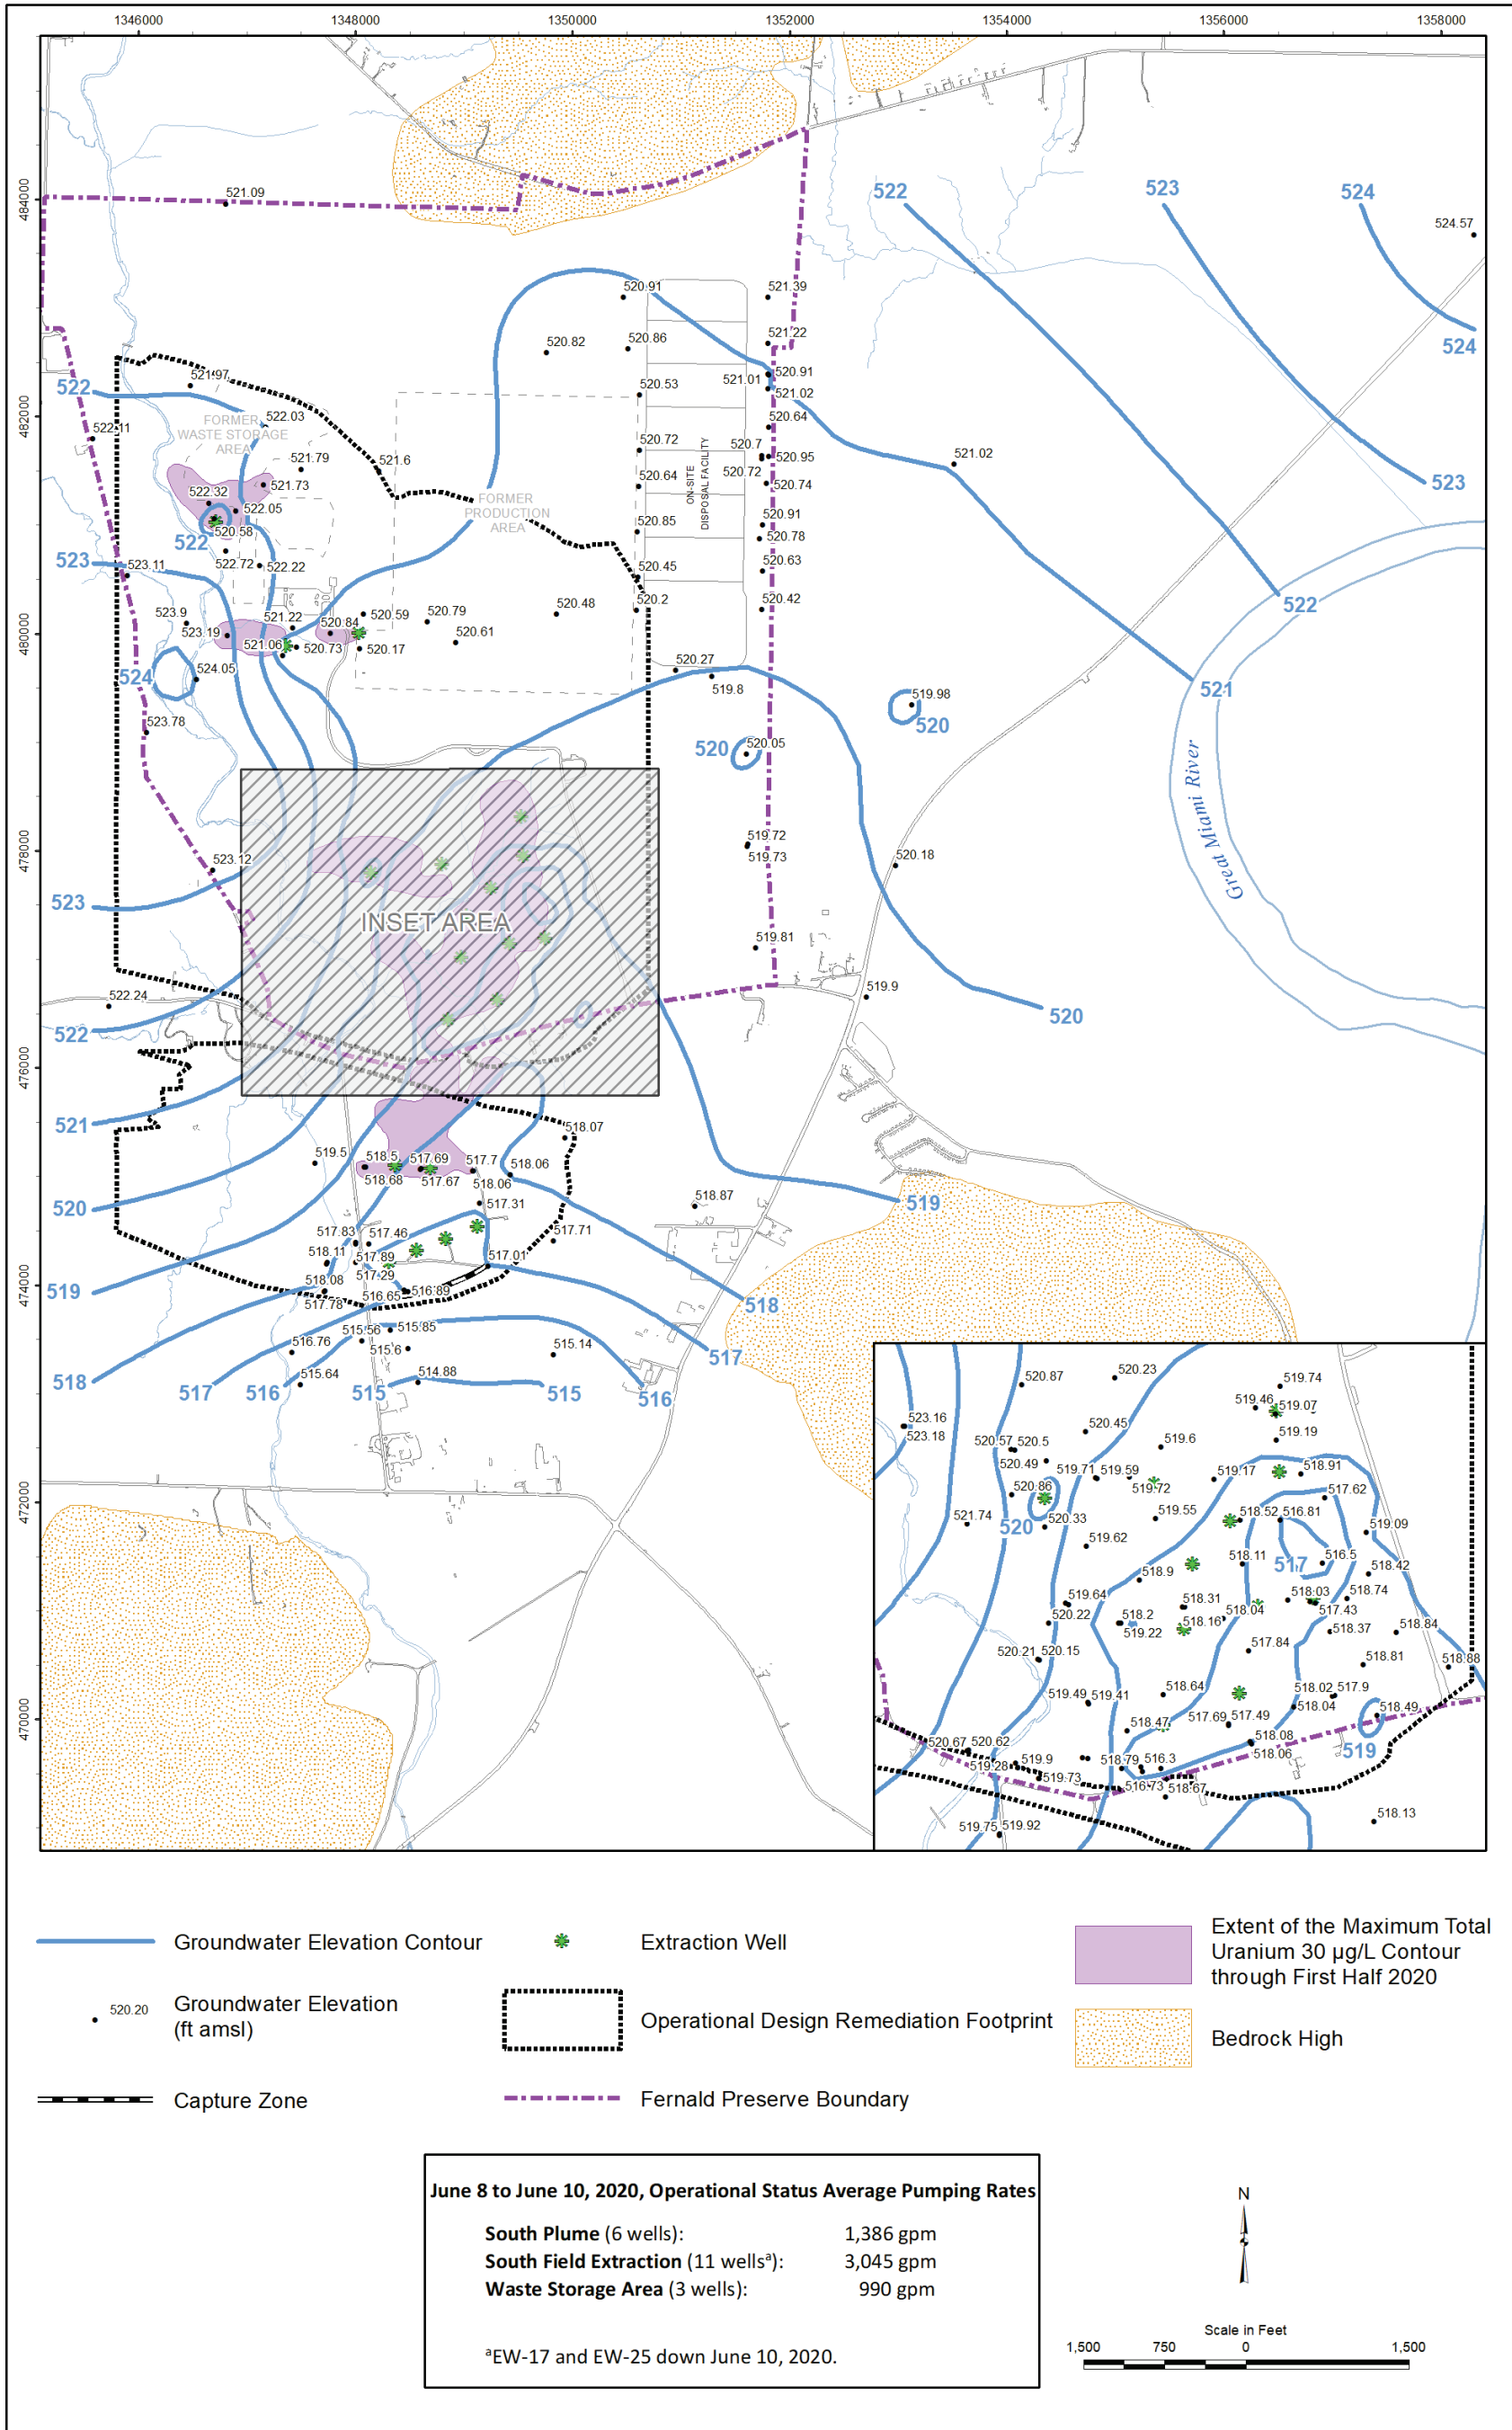 1346000 1348000 1350000 1352000 1354000 1356000 1358000
484000
482000
480000
478000
476000
474000
472000
470000
521.09
522 523 524
524.57
524
520.91 521.39
520.82 520.86 521.22
521.01 520.91
521.97 520.53 521.02
522
522.03 520.64
FORMER
WASTE STORAGE
AREA
522.11
521.79 521.6 520.72 520.7 520.95
521.02
521.73 520.64 520.72 520.74
523
522.32 522.05
FORMER
PRODUCTION
AREA
ON-SITE
DISPOSAL FACILITY
520.58 520.85 520.91
522 520.78
523 523.11 522.72 522.22 520.45 520.63
523.9 521.22 520.59 520.79 520.48 520.2 520.42
522
523.19 520.84 520.61
521.06 520.73 520.17
524 524.05 520.27
519.8 521
519.98
520
523.78
520 520.05
Great Miami River
523.12 519.72
519.73 520.18
523
INSET AREA
519.81
522.24 519.9
522 520
521
518.07
519.5 518.5 517.69 517.7 518.06
518.68 517.67 518.06
520 517.31 518.87 519
517.83 517.46 517.71
518.11 517.89 517.01
518.08 517.29
519 516.65 516.89 518
517.78
515.56 515.85
516.76 515.6 515.14 517
515.64 514.88
518 517 516 515 515 516
520.87 520.23
519.74
519.46 519.07
523.16
523.18 520.45 519.19
520.57 520.5 519.6
520.49 519.71 519.59 519.17 518.91
519.72
520.86 517.62
521.74 520 520.33 519.55 518.52 516.81 519.09
519.62
518.11 517 516.5
518.9 518.42
519.64 518.31 518.03 518.74
520.22 518.2 518.16 518.04 517.43
519.22 518.37 518.84
517.84
520.21 520.15 518.81 518.88
519.49 519.41 518.64 518.02 517.9
517.69 517.49 518.04 518.49
518.47
520.67 520.62 518.08
518.06 519
519.28 519.9 518.79 516.3
519.73 516.73 518.67
518.13
519.75 519.92
Groundwater Elevation Contour
520.20 Groundwater Elevation
(ft amsl)
Capture Zone
Extraction Well
Operational Design Remediation Footprint
Fernald Preserve Boundary
Extent of the Maximum Total
Uranium 30 µg/L Contour
through First Half 2020
Bedrock High
June 8 to June 10, 2020, Operational Status Average Pumping Rates
South Plume (6 wells): 1,386 gpm
South Field Extraction (11 wellsª): 3,045 gpm
Waste Storage Area (3 wells): 990 gpm
ªEW-17 and EW-25 down June 10, 2020.
N
Scale in Feet
1,500 750 0 1,500